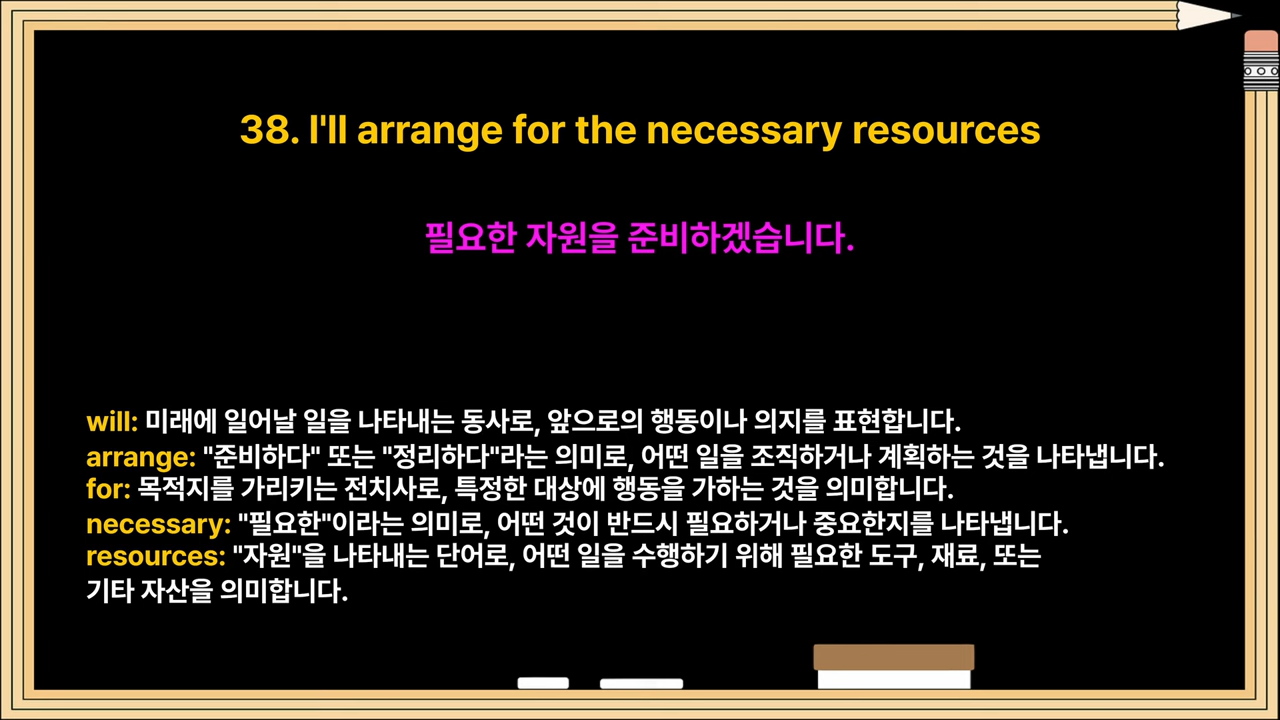 38. I'll arrange for the necessary resources
필요한 자원을 준비하겠습니다.
will: 미래에 일어날 일을 나타내는 동사로, 앞으로의 행동이나 의지를 표현합니다.
arrange: "준비하다" 또는 "정리하다"라는 의미로, 어떤 일을 조직하거나 계획하는 것을 나타냅니다.
for: 목적지를 가리키는 전치사로, 특정한 대상에 행동을 가하는 것을 의미합니다.
necessary: "필요한"이라는 의미로, 어떤 것이 반드시 필요하거나 중요한지를 나타냅니다.
resources: "자원"을 나타내는 단어로, 어떤 일을 수행하기 위해 필요한 도구, 재료, 또는
기타 자산을 의미합니다.